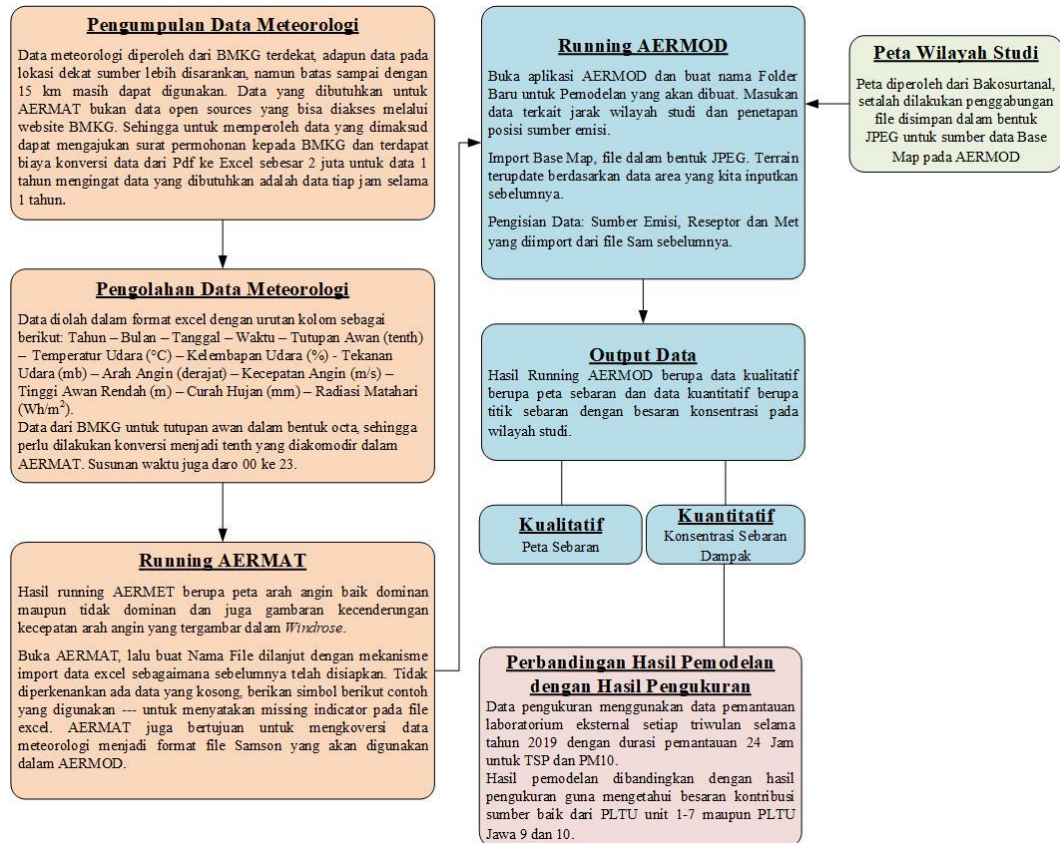 Pengumpulan Data Meteorologi
Data meteorologi diperoleh dari BMKG terdekat, adapun data pada
lokasi dekat sumber lebih disarankan, namun batas sampai dengan
15 km masih dapat digunakan. Data yang dibutuhkan untuk
AERMAT bukan data open sources yang bisa diakses melalui
website BMKG. Sehingga untuk memperoleh data yang dimaksud
dapat mengajukan surat permohonan kepada BMKG dan terdapat
biaya konversi data dari Pdf ke Excel sebesar 2 juta untuk data 1
tahun mengingat data yang dibutuhkan adalah data tiap jam selama
1 tahun.
Pengolahan Data Meteorologi
Data diolah dalam format excel dengan urutan kolom sebagai
berikut: Tahun – Bulan – Tanggal – Waktu – Tutupan Awan (tenth)
– Temperatur Udara (°C) – Kelembapan Udara (%) - Tekanan
Udara (mb) – Arah Angin (derajat) – Kecepatan Angin (m/s) –
Tinggi Awan Rendah (m) – Curah Hujan (mm) – Radiasi Matahari
(Wh/m²).
Data dari BMKG untuk tutupan awan dalam bentuk octa, sehingga
perlu dilakukan konversi menjadi tenth yang diakomodir dalam
AERMAT. Susunan waktu juga daro 00 ke 23.
Running AERMAT
Hasil running AERMET berupa peta arah angin baik dominan
maupun tidak dominan dan juga gambaran kecenderungan
kecepatan arah angin yang tergambar dalam Windrose.
Buka AERMAT, lalu buat Nama File dilanjut dengan mekanisme
import data excel sebagaimana sebelumnya telah disiapkan. Tidak
diperkenankan ada data yang kosong, berikan simbol berikut contoh
yang digunakan --- untuk menyatakan missing indicator pada file
excel. AERMAT juga bertujuan untuk mengkoversi data
meteorologi menjadi format file Samson yang akan digunakan
dalam AERMOD.
Running AERMOD
Buka aplikasi AERMOD dan buat nama Folder
Baru untuk Pemodelan yang akan dibuat. Masukan
data terkait jarak wilayah studi dan penetapan
posisi sumber emisi.
Import Base Map, file dalam bentuk JPEG. Terrain
terupdate berdasarkan data area yang kita inputkan
sebelumnya.
Pengisian Data: Sumber Emisi, Reseptor dan Met
yang diimport dari file Sam sebelumnya.
Peta Wilayah Studi
Peta diperoleh dari Bakosurtanal,
setalah dilakukan penggabungan
file disimpan dalam bentuk
JPEG untuk sumber data Base
Map pada AERMOD
Output Data
Hasil Running AERMOD berupa data kualitatif
berupa peta sebaran dan data kuantitatif berupa
titik sebaran dengan besaran konsentrasi pada
wilayah studi.
Kualitatif
Peta Sebaran
Kuantitatif
Konsentrasi Sebaran
Dampak
Perbandingan Hasil Pemodelan
dengan Hasil Pengukuran
Data pengukuran menggunakan data pemantauan
laboratorium eksternal setiap triwulan selama
tahun 2019 dengan durasi pemantauan 24 Jam
untuk TSP dan PM10.
Hasil pemodelan dibandingkan dengan hasil
pengukuran guna mengetahui besaran kontribusi
sumber baik dari PLTU unit 1-7 maupun PLTU
Jawa 9 dan 10.